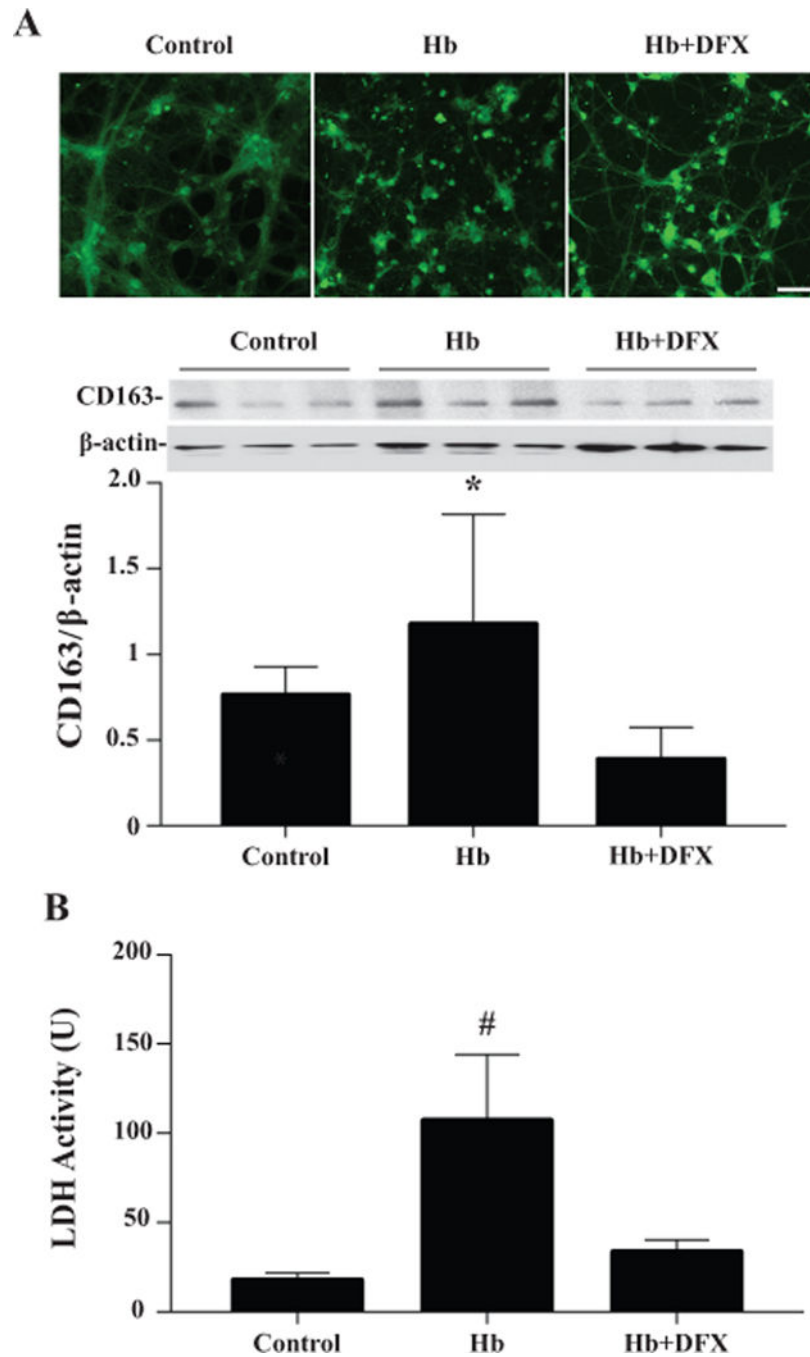 A
Control Hb Hb+DFX
Control Hb Hb+DFX
CD163-
β-actin-
2.0
*
1.5
1
0.5
0
CD163/β-actin
*
Control Hb Hb+DFX
B
200
150
100
50
0
LDH Activity (U)
#
Control Hb Hb+DFX